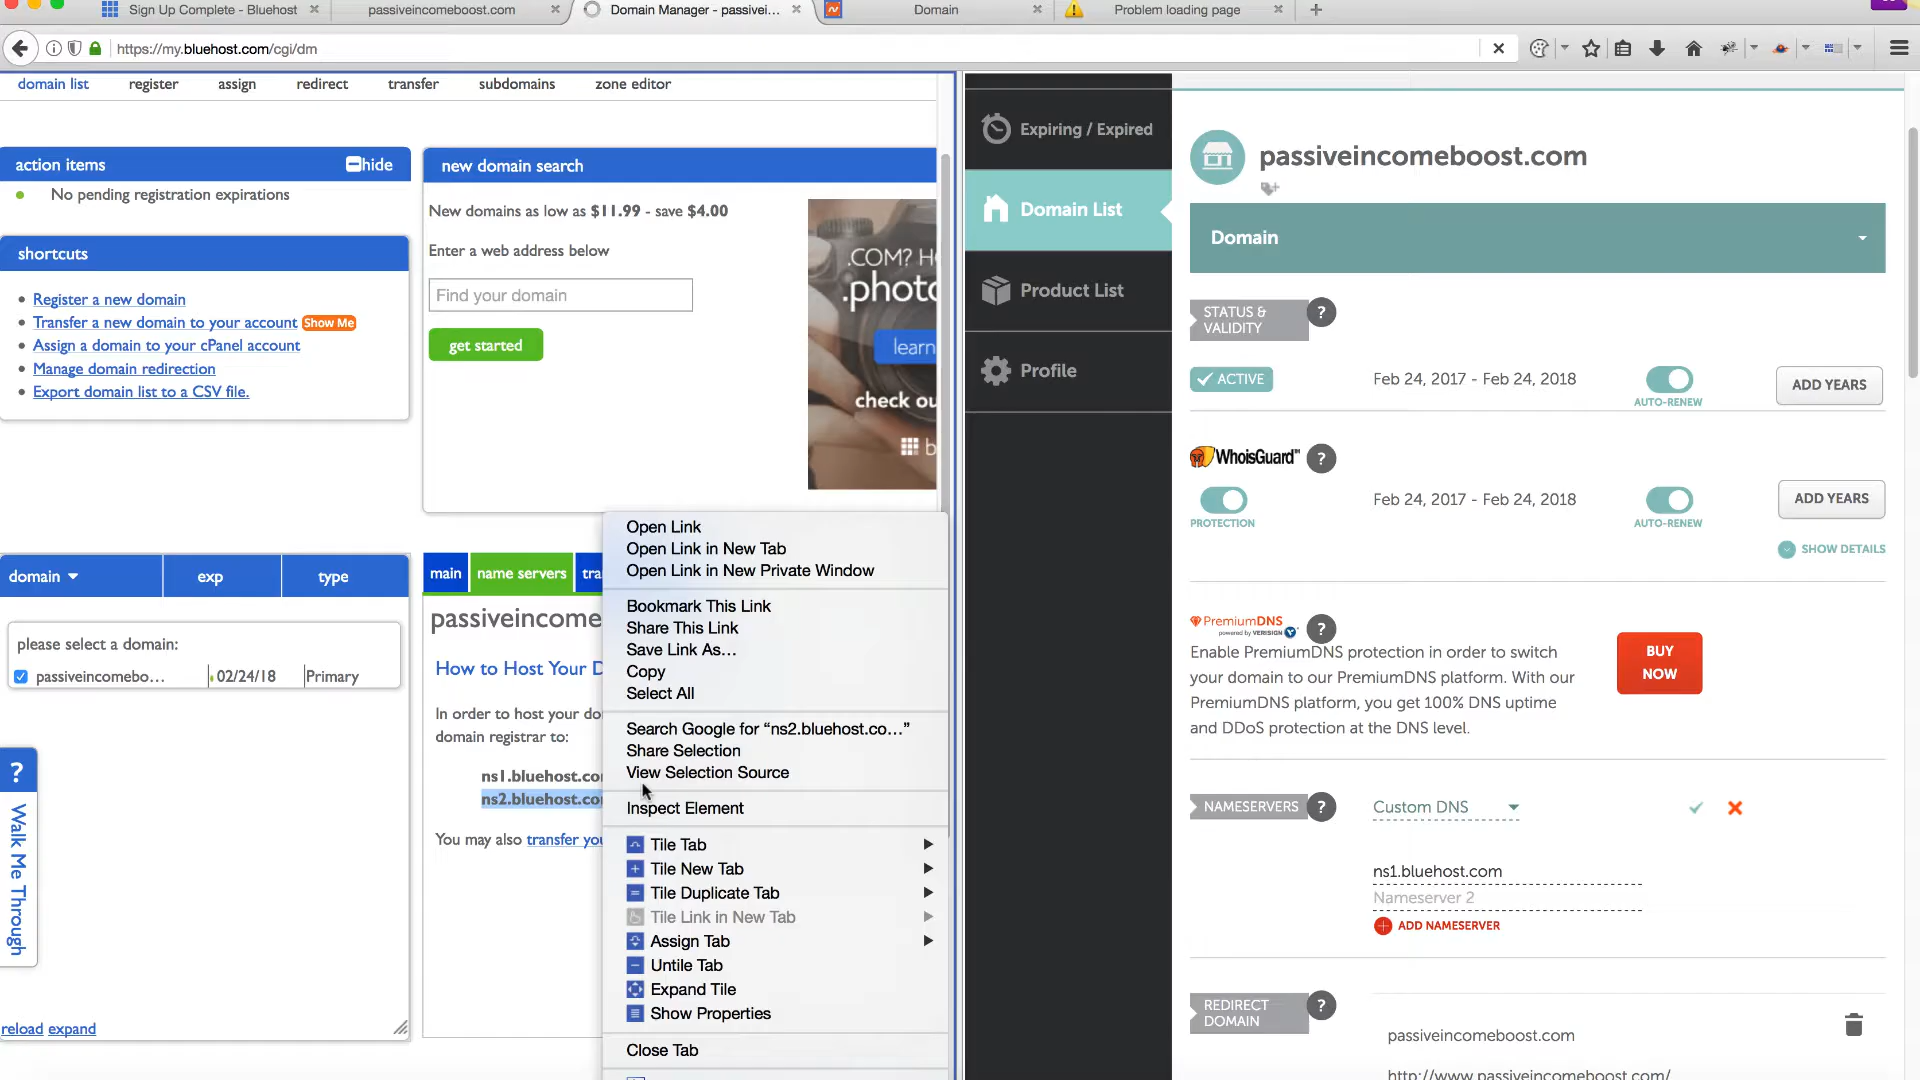 Sign Up Complete - Bluehost
passiveincomeboost.com
Domain Manager - passivei...
Domain
Problem loading page
https://my.bluehost.com/cgi/dm
domain list
register
assign
redirect
transfer
subdomains
zone editor
action items
hide
No pending registration expirations
shortcuts
Register a new domain
Transfer a new domain to your account Show Me
Assign a domain to your cPanel account
Manage domain redirection
Export domain list to a CSV file.
new domain search
New domains as low as $11.99 - save $4.00
Enter a web address below
Find your domain
get started
.COM?
.photo
learn
check ou
b
domain
exp
type
please select a domain:
passiveincomebo...
02/24/18
Primary
reload expand
?
Walk Me Through
main
name servers
tra
passiveincome
How to Host Your D
In order to host your do
domain registrar to:
ns1.bluehost.co
ns2.bluehost.co
You may also transfer you
Open Link
Open Link in New Tab
Open Link in New Private Window
Bookmark This Link
Share This Link
Save Link As...
Copy
Select All
Search Google for “ns2.bluehost.co...”
Share Selection
View Selection Source
Inspect Element
Tile Tab
Tile New Tab
Tile Duplicate Tab
Tile Link in New Tab
Assign Tab
Untile Tab
Expand Tile
Show Properties
Close Tab
Expiring / Expired
Domain List
Product List
Profile
passiveincomeboost.com
Domain
STATUS &
VALIDITY
?
ACTIVE
Feb 24, 2017 - Feb 24, 2018
AUTO-RENEW
ADD YEARS
WhoisGuard
?
PROTECTION
Feb 24, 2017 - Feb 24, 2018
AUTO-RENEW
ADD YEARS
SHOW DETAILS
PremiumDNS
powered by VERISIGN
?
Enable PremiumDNS protection in order to switch
your domain to our PremiumDNS platform. With our
PremiumDNS platform, you get 100% DNS uptime
and DDoS protection at the DNS level.
BUY
NOW
NAMESERVERS
?
Custom DNS
ns1.bluehost.com
Nameserver 2
ADD NAMESERVER
REDIRECT
DOMAIN
?
passiveincomeboost.com
http://www.passiveincomeboost.com/